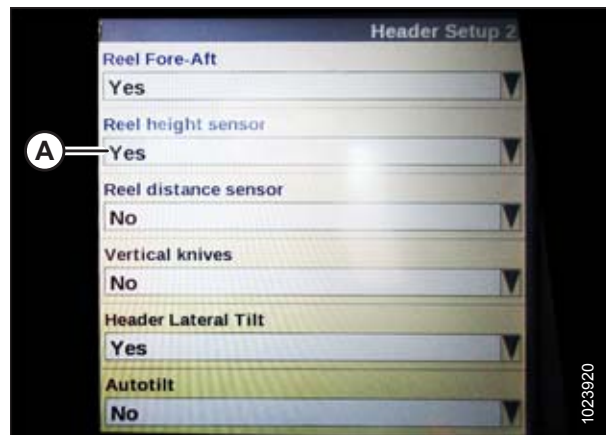 Header Setup 2
Reel Fore-Aft
Yes
Reel height sensor
A
Yes
Reel distance sensor
No
Vertical knives
No
Header Lateral Tilt
Yes
Autotilt
No
1023920